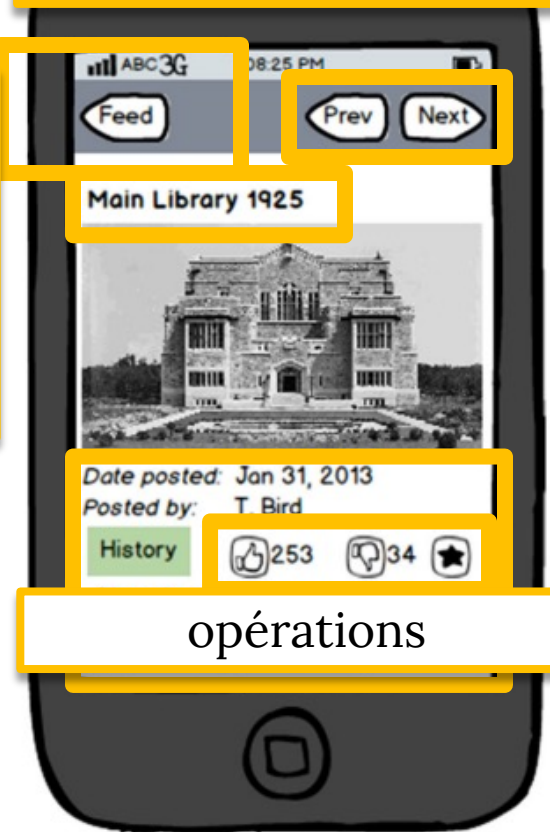 ABC 3G 08:25 PM
Feed Prev Next
Main Library 1925
Date posted: Jan 31, 2013
Posted by: T. Bird
History 253 34
opérations